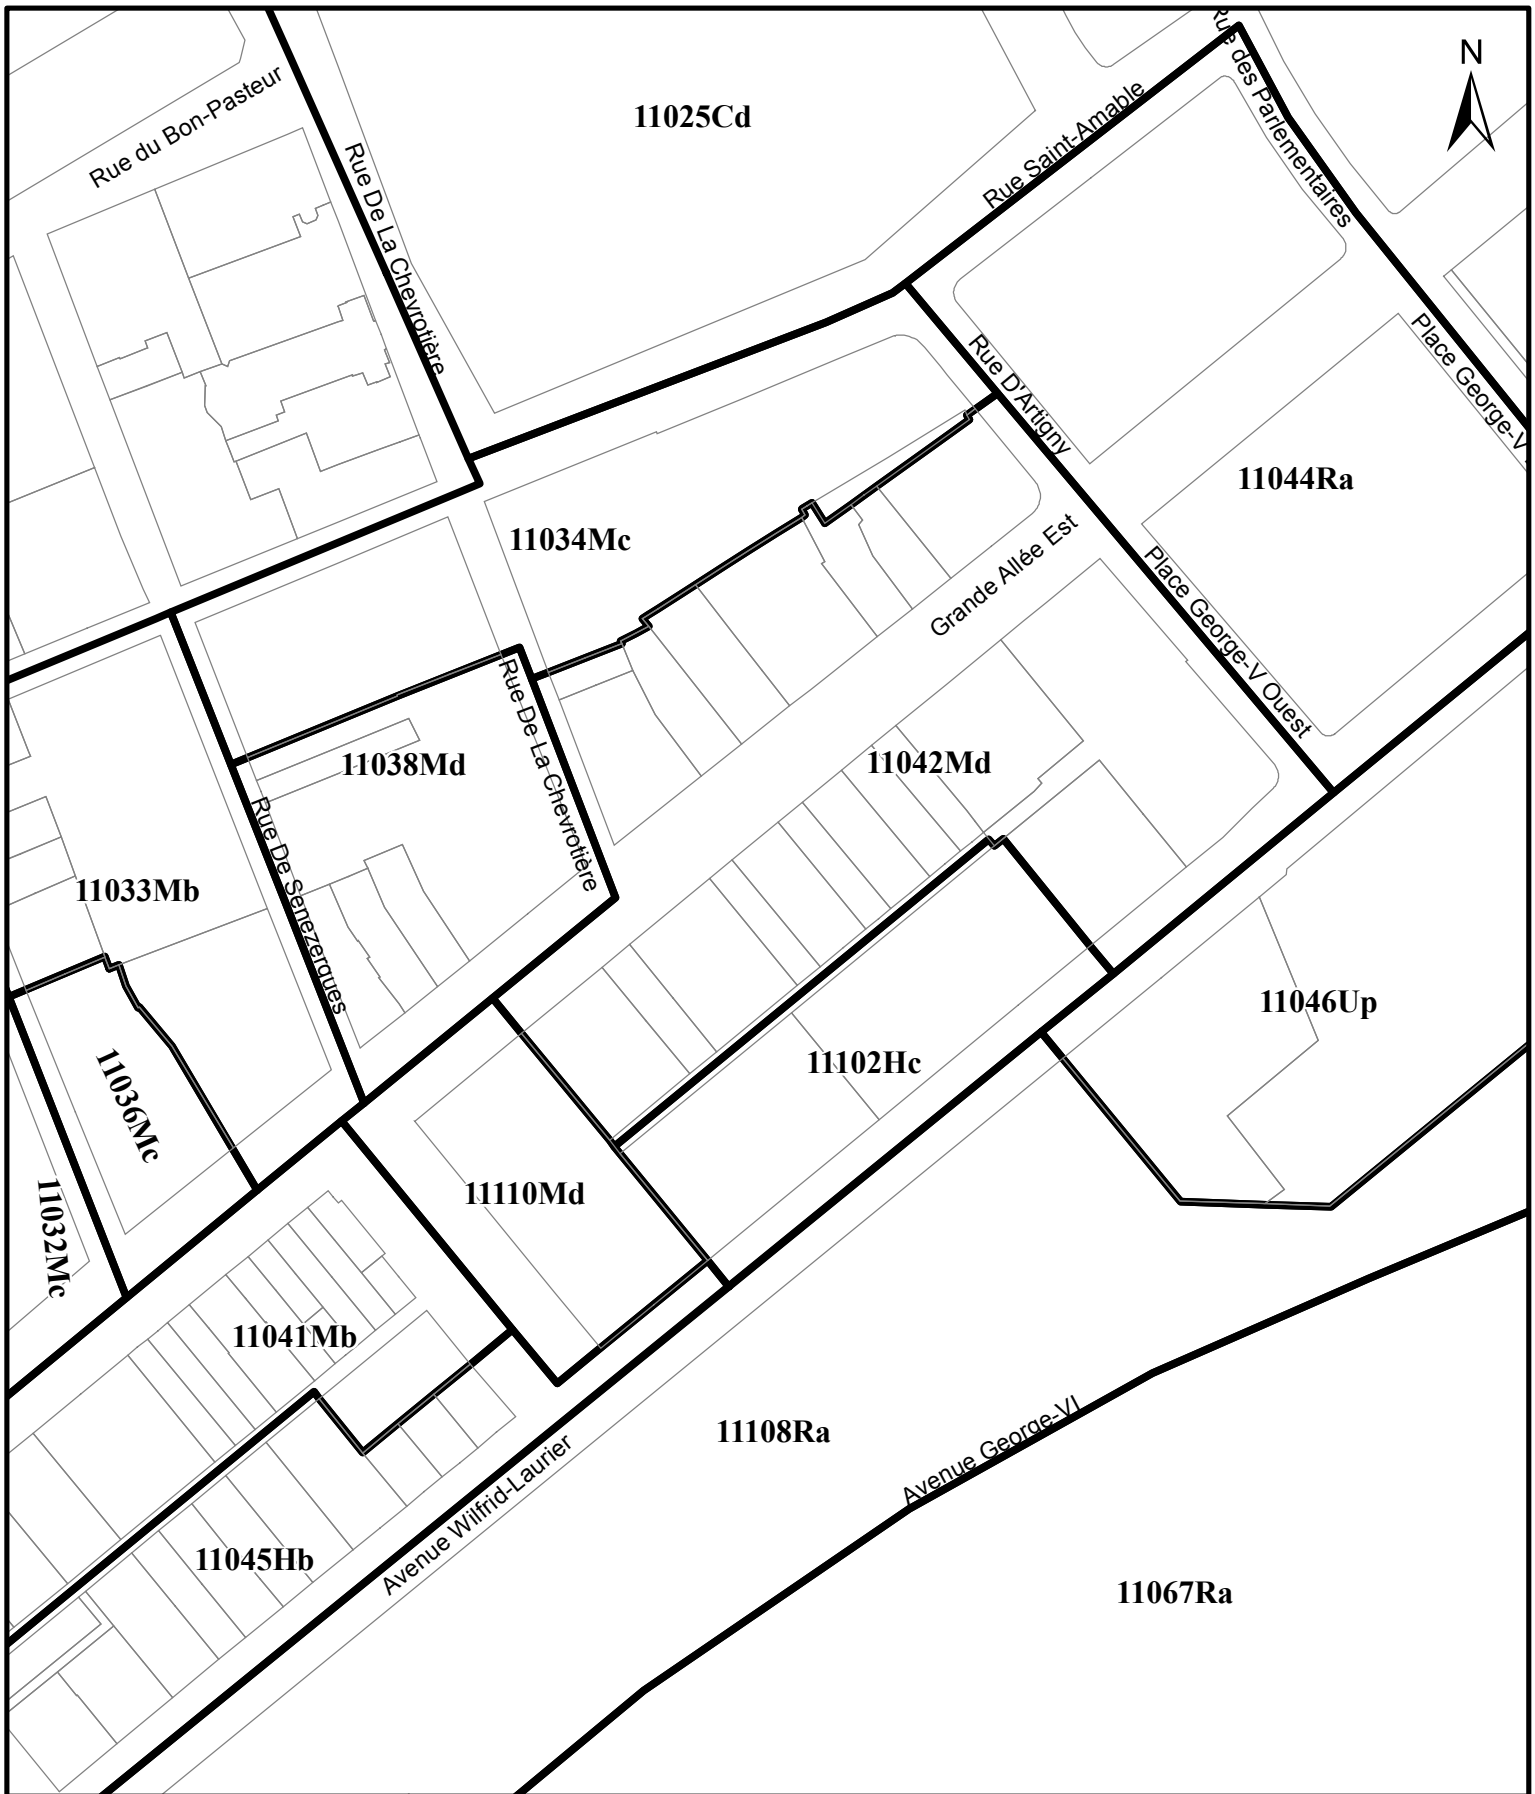 Rue des Parlementaires
N
11025Cd
Rue du Bon-Pasteur
Rue Saint-Amable
Rue De La Chevrotière
Rue D'Artigny
Place George-V
11044Ra
11034Mc
Grande Allée Est
Place George-V Ouest
Rue De La Chevrotière
11038Md
11042Md
Rue De Senezergues
11033Mb
11046Up
11036Mc
11102Hc
11110Md
11032Mc
11041Mb
11108Ra
Avenue George-VI
Avenue Wilfrid-Laurier
11045Hb
11067Ra